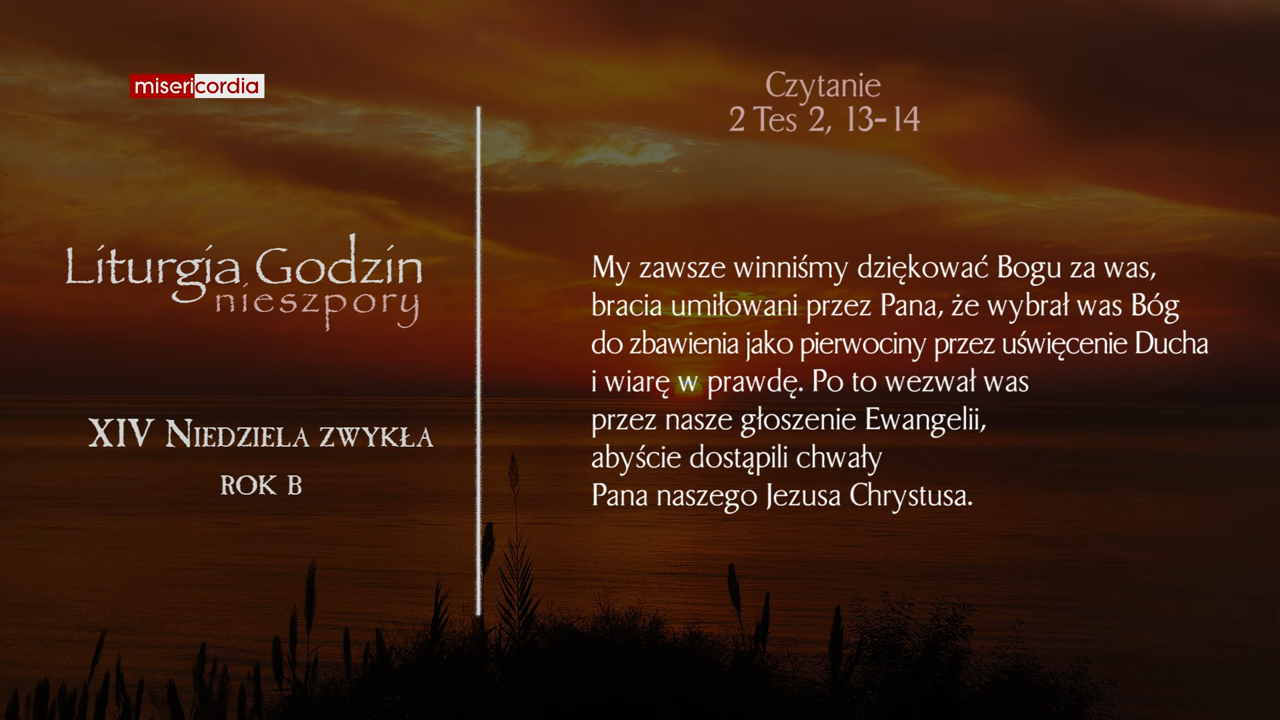 misericordia
Liturgia Godzin
nieszpory
XIV Niedziela zwykła
rok B
Czytanie
2 Tes 2, 13-14
My zawsze winniśmy dziękować Bogu za was,
bracia umiłowani przez Pana, że wybrał was Bóg
do zbawienia jako pierwociny przez uświęcenie Ducha
i wiarę w prawdę. Po to wezwał was
przez nasze głoszenie Ewangelii,
abyście dostąpili chwały
Pana naszego Jezusa Chrystusa.